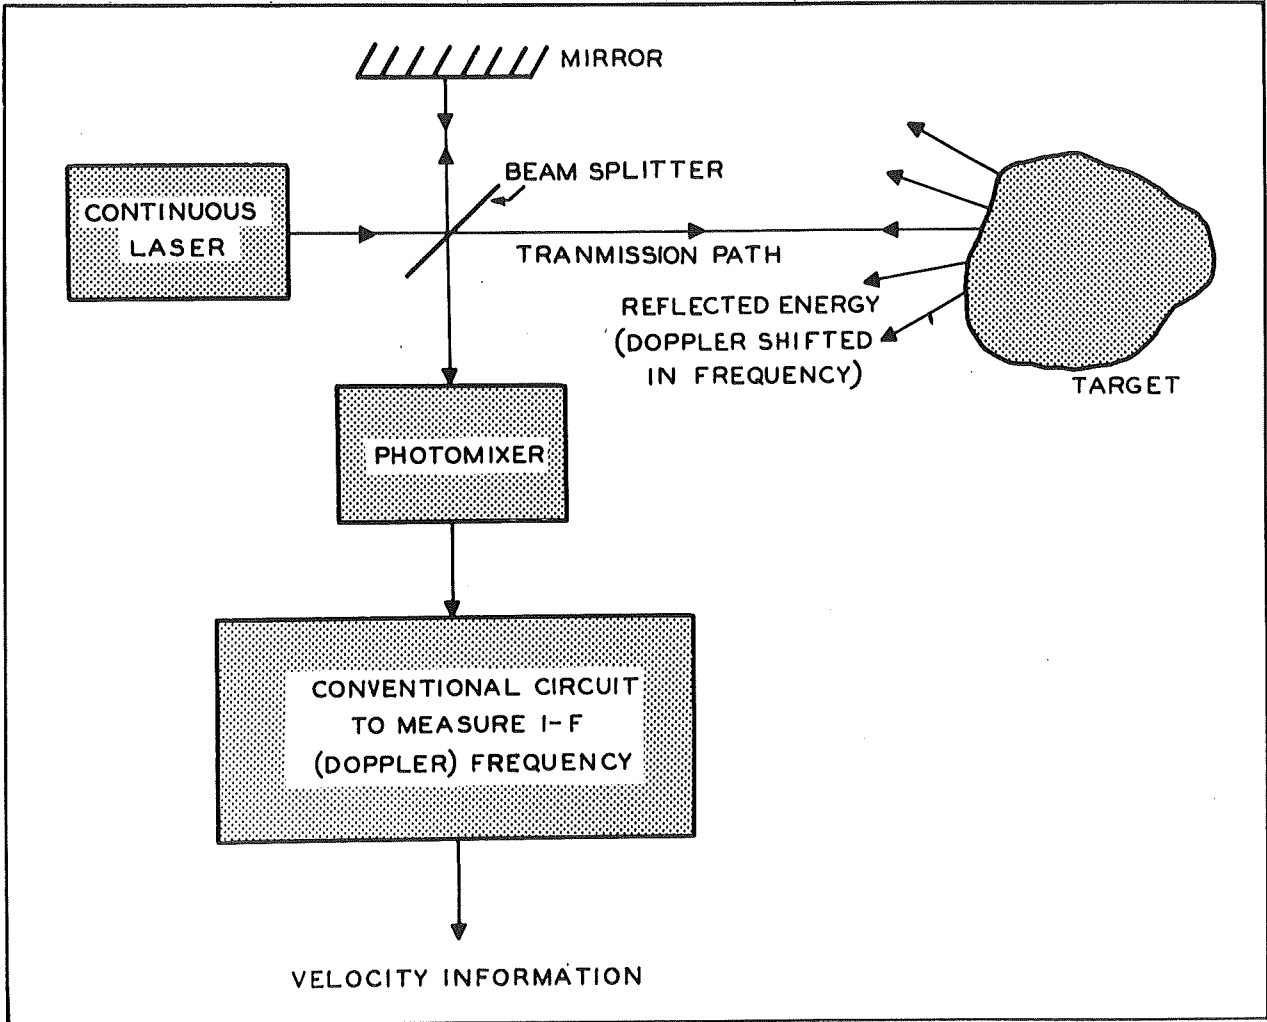 MIRROR
BEAM SPLITTER
CONTINUOUS
LASER
TRANMISSION PATH
REFLECTED ENERGY
(DOPPLER SHIFTED
IN FREQUENCY)
TARGET
PHOTOMIXER
CONVENTIONAL CIRCUIT
TO MEASURE I-F
(DOPPLER) FREQUENCY
VELOCITY INFORMATION